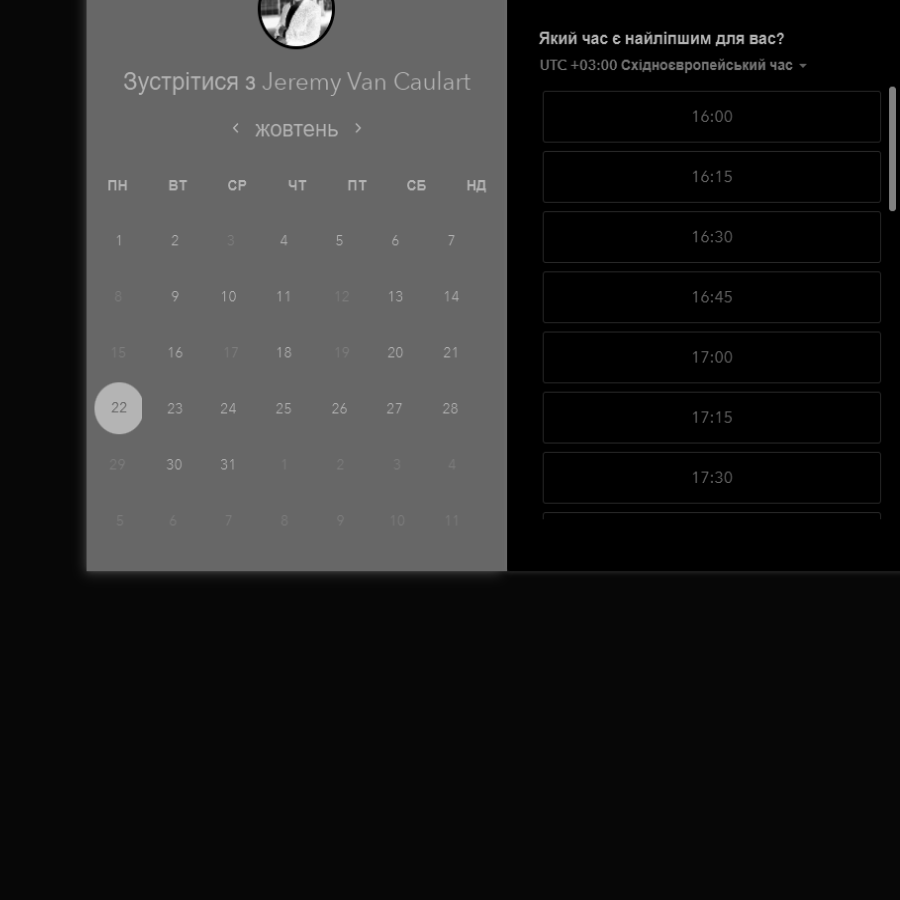 Зустрітися з Jeremy Van Caulart
жовтень
ПН ВТ СР ЧТ ПТ СБ НД
1 2 3 4 5 6 7
8 9 10 11 12 13 14
15 16 17 18 19 20 21
22 23 24 25 26 27 28
29 30 31 1 2 3 4
5 6 7 8 9 10 11
Який час є найліпшим для вас?
UTC +03:00 Східноєвропейський час
16:00
16:15
16:30
16:45
17:00
17:15
17:30